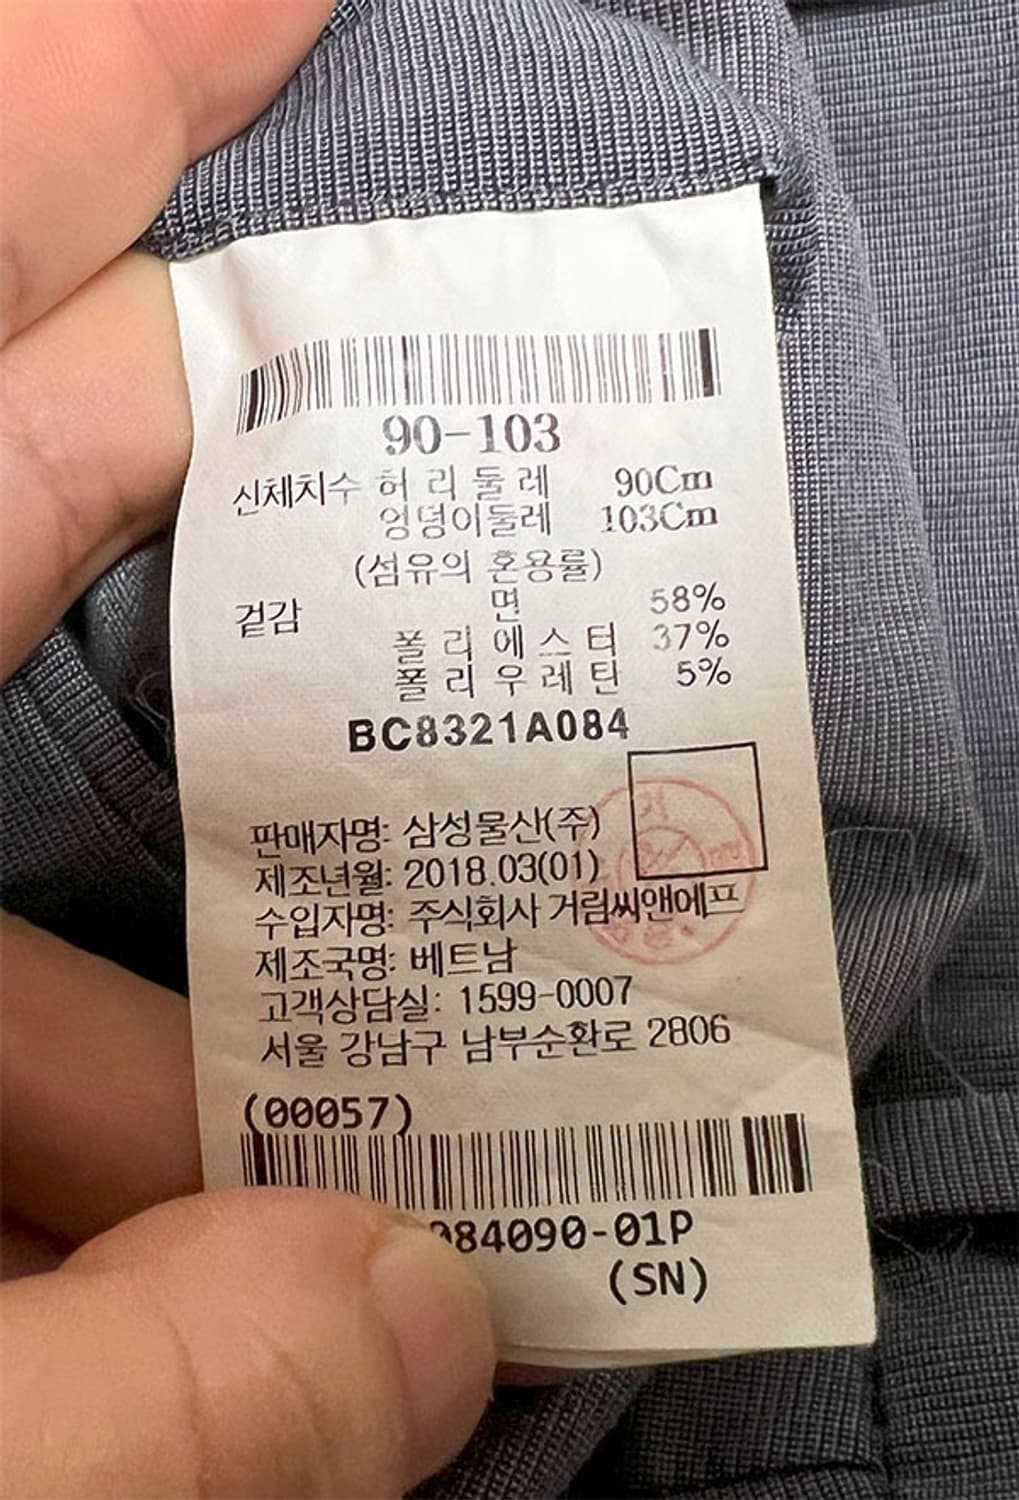 90-103
신체치수 허 리 둘 레 90Cm
엉덩이둘레 103Cm
(섬유의 혼용률)
겉감 면 58%
폴 리 에 스 터 37%
폴 리 우 레 탄 5%
BC8321A084
판매자명: 삼성물산(주)
제조년월: 2018.03(01)
수입자명: 주식회사 거림씨앤에프
제조국명: 베트남
고객상담실: 1599-0007
서울 강남구 남부순환로 2806
(00057)
084090-01P
(SN)